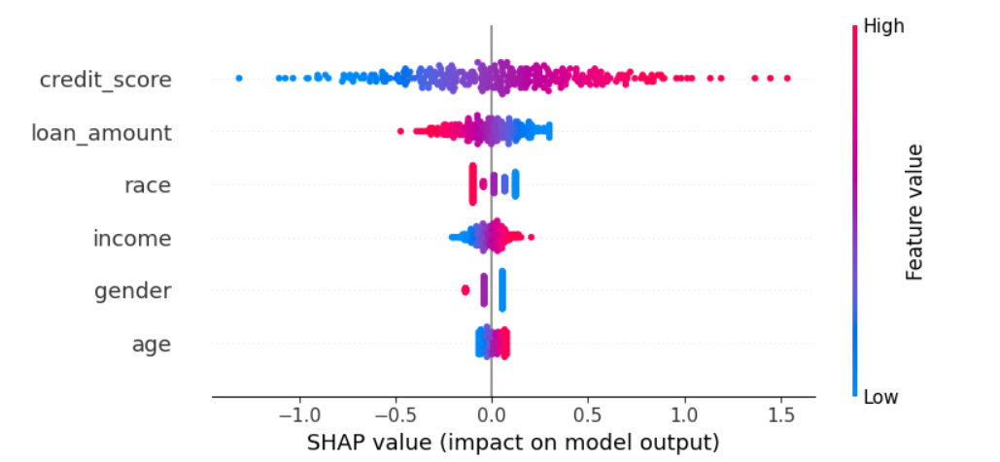 High
credit_score
loan_amount
race
income
gender
age
Feature value
Low
−1.0 −0.5 0.0 0.5 1.0 1.5
SHAP value (impact on model output)